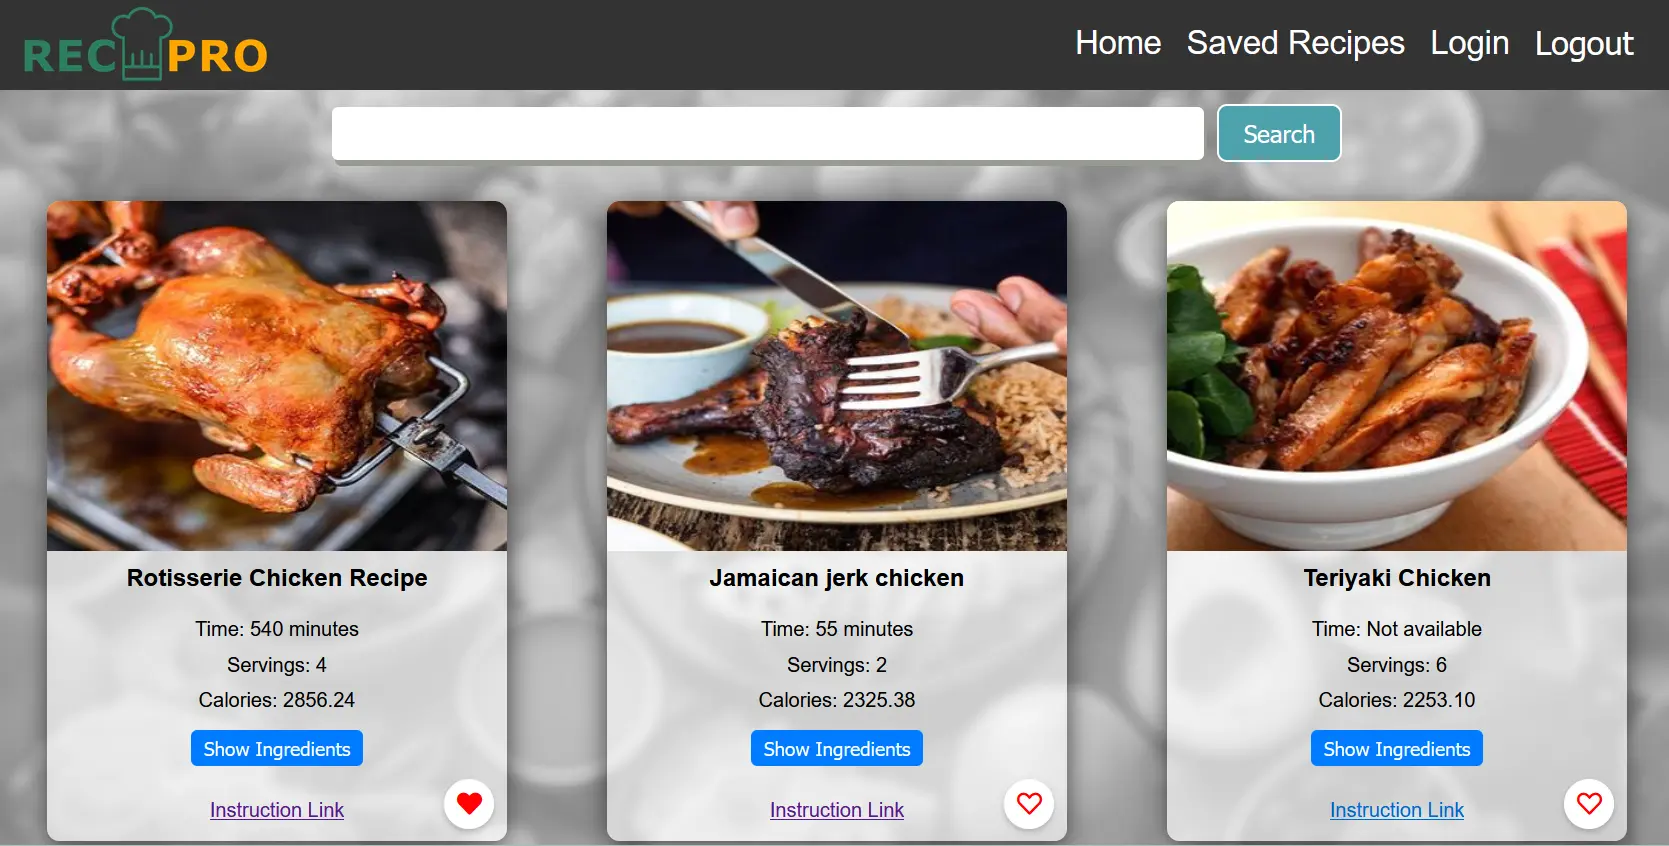 REC PRO
Home Saved Recipes Login Logout
Search
Rotisserie Chicken Recipe
Time: 540 minutes
Servings: 4
Calories: 2856.24
Show Ingredients
Instruction Link
Jamaican jerk chicken
Time: 55 minutes
Servings: 2
Calories: 2325.38
Show Ingredients
Instruction Link
Teriyaki Chicken
Time: Not available
Servings: 6
Calories: 2253.10
Show Ingredients
Instruction Link